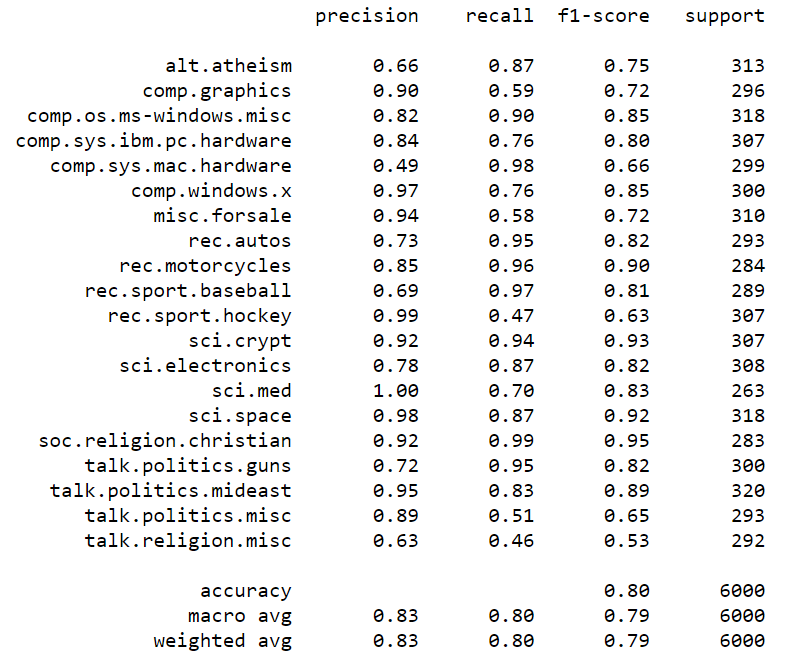 precision recall f1-score support
alt.atheism 0.66 0.87 0.75 313
comp.graphics 0.90 0.59 0.72 296
comp.os.ms-windows.misc 0.82 0.90 0.85 318
comp.sys.ibm.pc.hardware 0.84 0.76 0.80 307
comp.sys.mac.hardware 0.49 0.98 0.66 299
comp.windows.x 0.97 0.76 0.85 300
misc.forsale 0.94 0.58 0.72 310
rec.autos 0.73 0.95 0.82 293
rec.motorcycles 0.85 0.96 0.90 284
rec.sport.baseball 0.69 0.97 0.81 289
rec.sport.hockey 0.99 0.47 0.63 307
sci.crypt 0.92 0.94 0.93 307
sci.electronics 0.78 0.87 0.82 308
sci.med 1.00 0.70 0.83 263
sci.space 0.98 0.87 0.92 318
soc.religion.christian 0.92 0.99 0.95 283
talk.politics.guns 0.72 0.95 0.82 300
talk.politics.mideast 0.95 0.83 0.89 320
talk.politics.misc 0.89 0.51 0.65 293
talk.religion.misc 0.63 0.46 0.53 292
accuracy 0.80 6000
macro avg 0.83 0.80 0.79 6000
weighted avg 0.83 0.80 0.79 6000